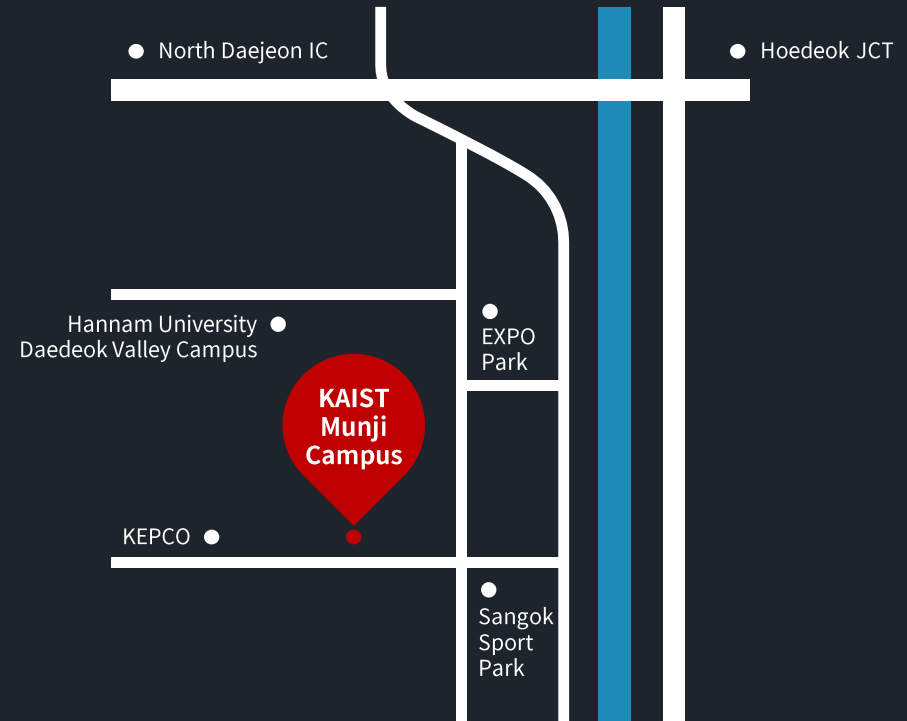 North Daejeon IC
Hoedeok JCT
Hannam University
Daedeok Valley Campus
EXPO
Park
KAIST
Munji
Campus
KEPCO
Sangok
Sport
Park